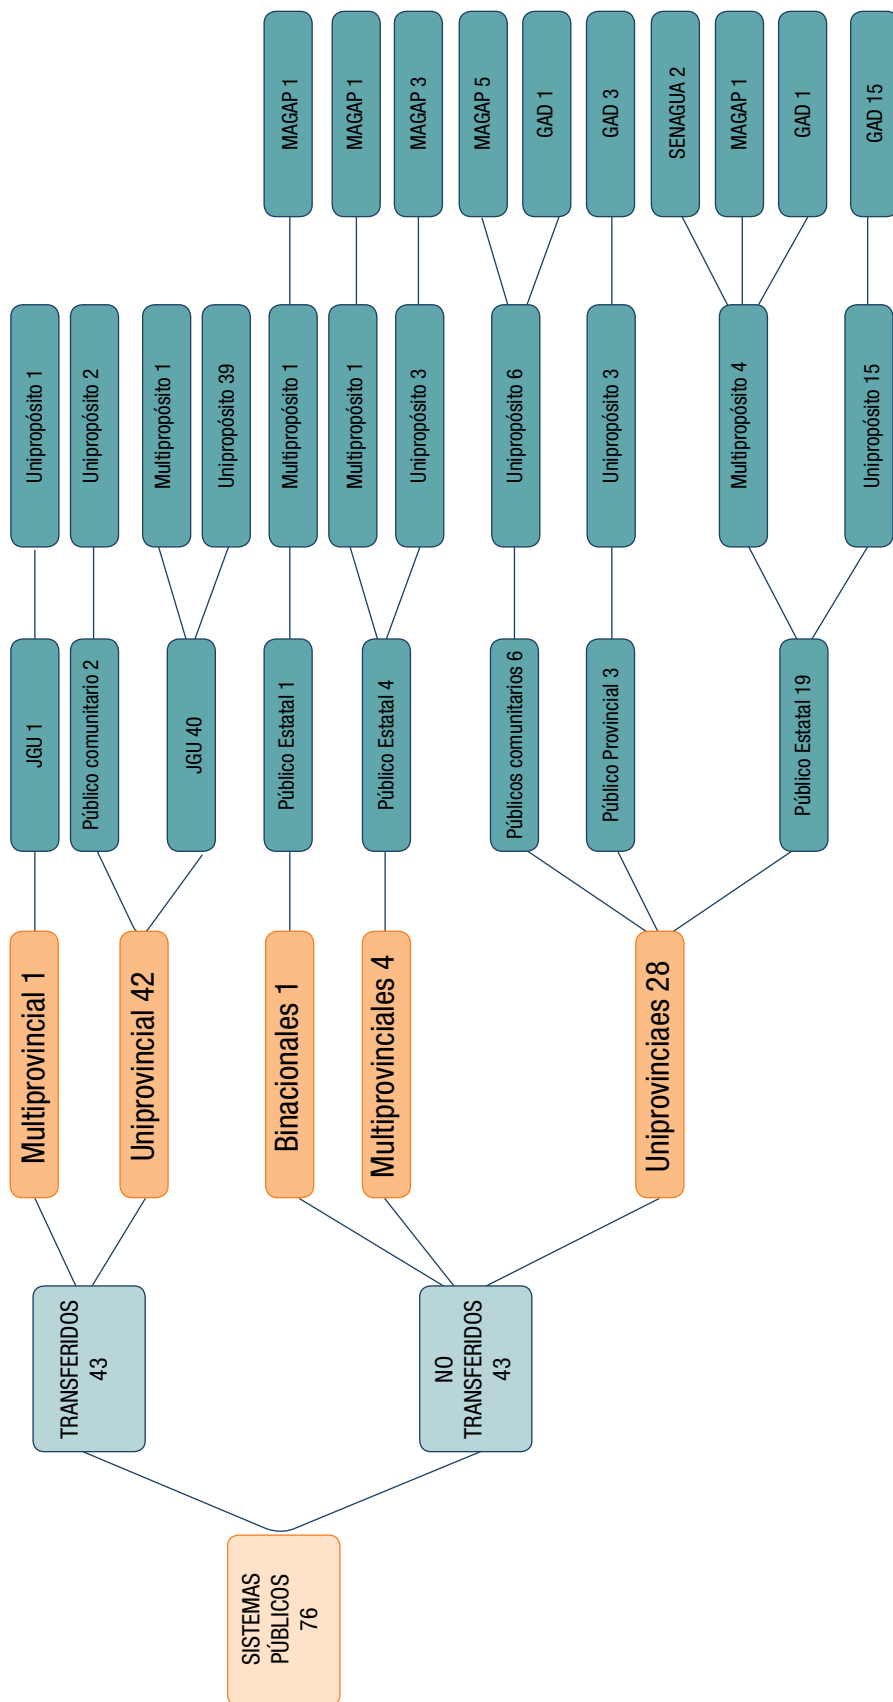 SISTEMAS
PÚBLICOS
76
TRANSFERIDOS
43
NO
TRANSFERIDOS
43
Multiprovincial 1
Uniprovincial 42
Binacionales 1
Multiprovinciales 4
Uniprovinciaes 28
JGU 1
Público comunitario 2
JGU 40
Público Estatal 1
Público Estatal 4
Públicos comunitarios 6
Público Provincial 3
Público Estatal 19
Unipropósito 1
Unipropósito 2
Multipropósito 1
Unipropósito 39
Multipropósito 1
Multipropósito 1
Unipropósito 3
Unipropósito 6
Unipropósito 3
Multipropósito 4
Unipropósito 15
MAGAP 1
MAGAP 1
MAGAP 3
MAGAP 5
GAD 1
GAD 3
SENAGUA 2
MAGAP 1
GAD 1
GAD 15